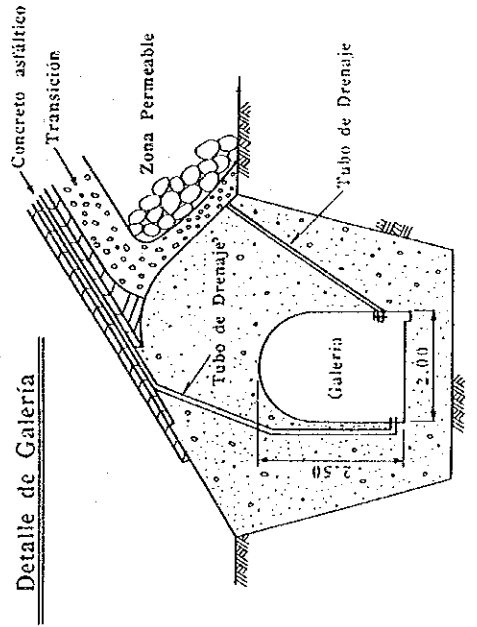 Detalle de Galería
Concreto asfáltico
Transición
Zona Permeable
Tubo de Drenaje
Tubo de Drenaje
Galería
2.50
2.00